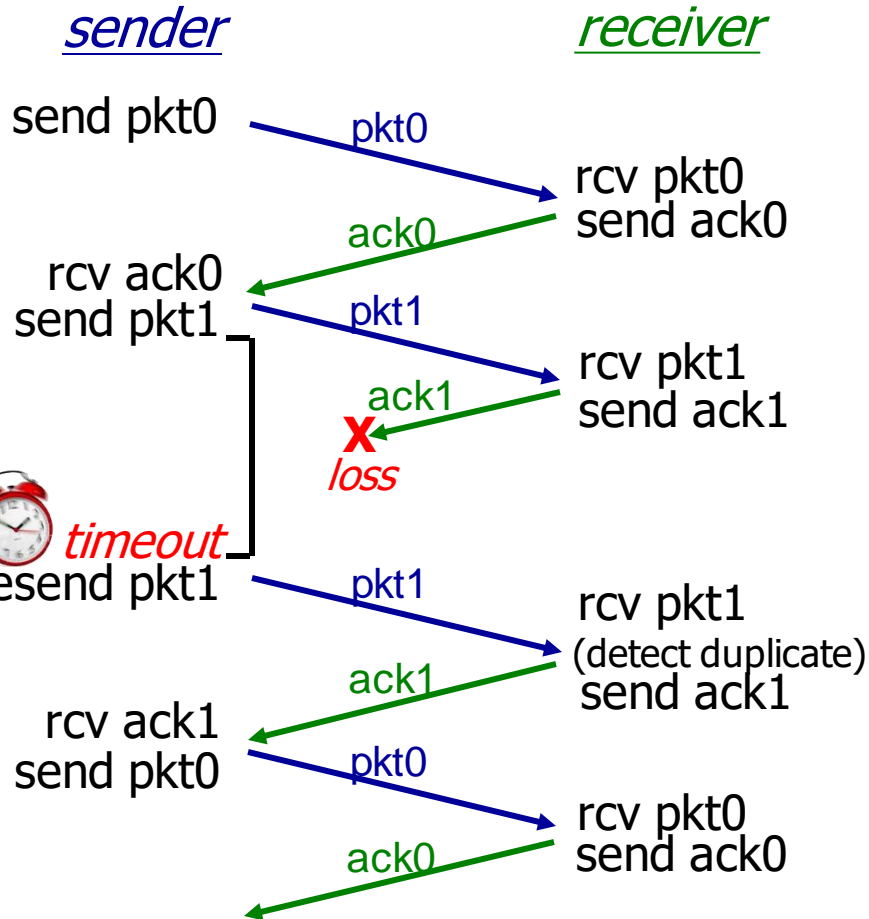 sender
receiver
send pkt0
pkt0
rcv pkt0
send ack0
ack0
rcv ack0
send pkt1
pkt1
rcv pkt1
send ack1
ack1
X
loss
timeout
esend pkt1
pkt1
rcv pkt1
(detect duplicate)
send ack1
ack1
rcv ack1
send pkt0
pkt0
rcv pkt0
send ack0
ack0